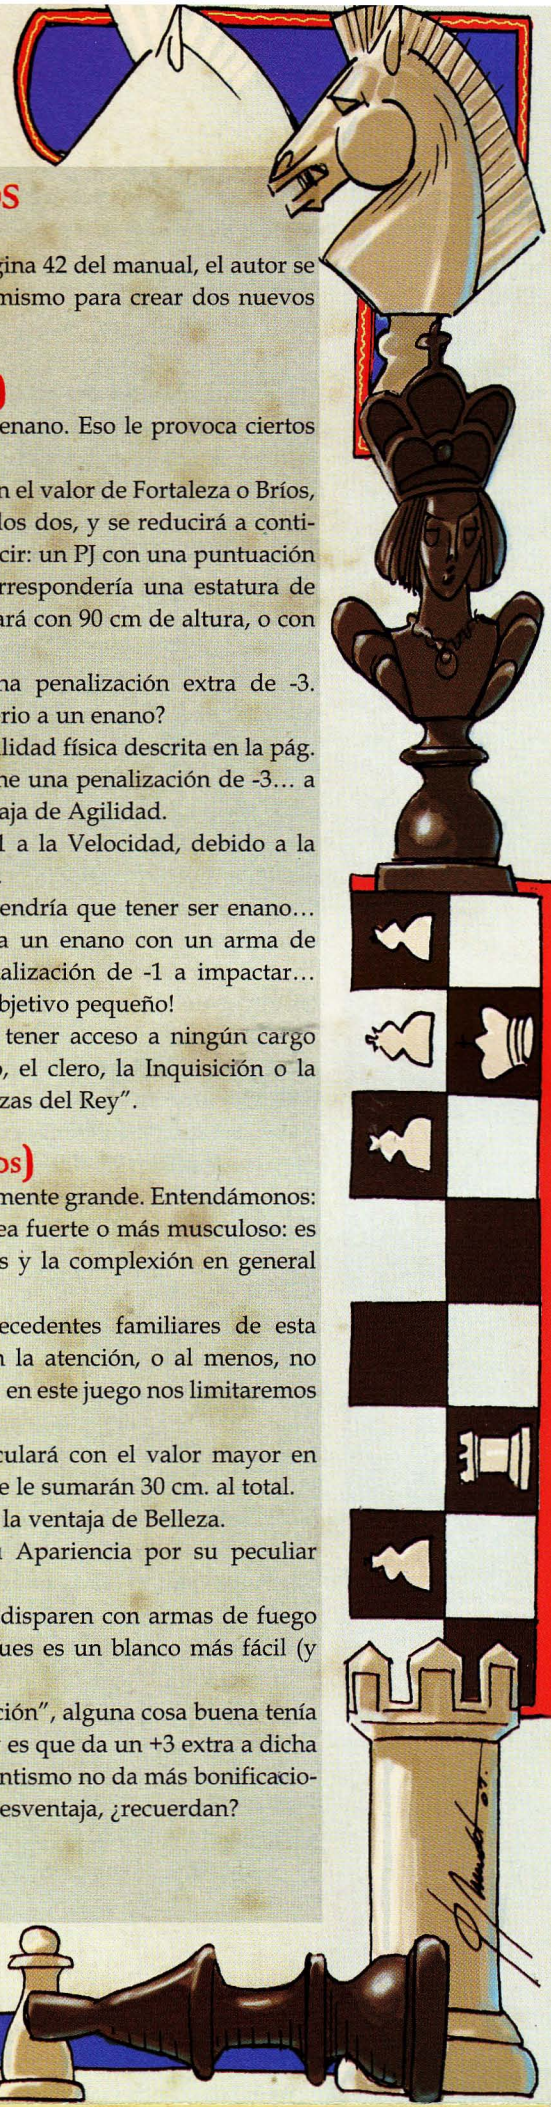 os
gina 42 del manual, el autor se
mismo para crear dos nuevos
)
enano. Eso le provoca ciertos
n el valor de Fortaleza o Bríos,
los dos, y se reducirá a conti-
cir: un PJ con una puntuación
orrespondería una estatura de
ará con 90 cm de altura, o con
na penalización extra de -3.
erio a un enano?
alidad física descrita en la pág.
ne una penalización de -3... a
aja de Agilidad.
1 a la Velocidad, debido a la
.
endría que tener ser enano...
a un enano con un arma de
alización de -1 a impactar...
bjetivo pequeño!
tener acceso a ningún cargo
o, el clero, la Inquisición o la
zas del Rey”.
os)
mente grande. Entendámonos:
ea fuerte o más musculoso: es
s y la complexión en general
ecedentes familiares de esta
n la atención, o al menos, no
en este juego nos limitaremos
culará con el valor mayor en
e le sumarán 30 cm. al total.
la ventaja de Belleza.
u Apariencia por su peculiar
disparen con armas de fuego
ues es un blanco más fácil (y
ción”, alguna cosa buena tenía
y es que da un +3 extra a dicha
ntismo no da más bonificacio-
esventaja, ¿recuerdan?